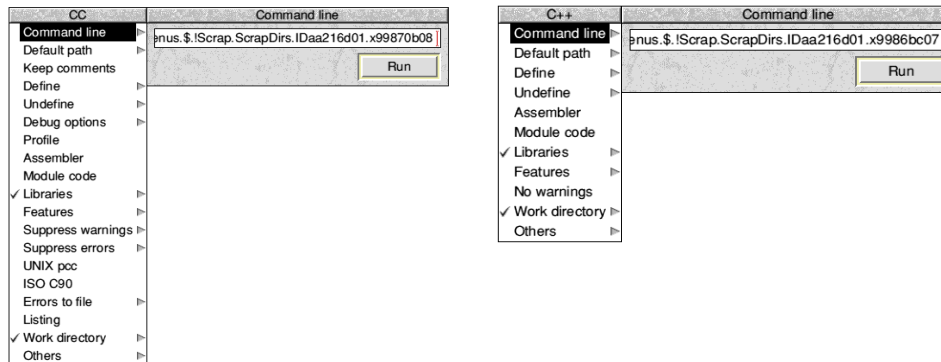 CC
Command line
Command line
enus.$.!Scrap.ScrapDirs.IDaa216d01.x99870b08
Run
Default path
Keep comments
Define
Undefine
Debug options
Profile
Assembler
Module code
Libraries
Features
Suppress warnings
Suppress errors
UNIX pcc
ISO C90
Errors to file
Listing
Work directory
Others
C++
Command line
Command line
enus.$.!Scrap.ScrapDirs.IDaa216d01.x9986bc07
Run
Default path
Define
Undefine
Assembler
Module code
Libraries
Features
No warnings
Work directory
Others